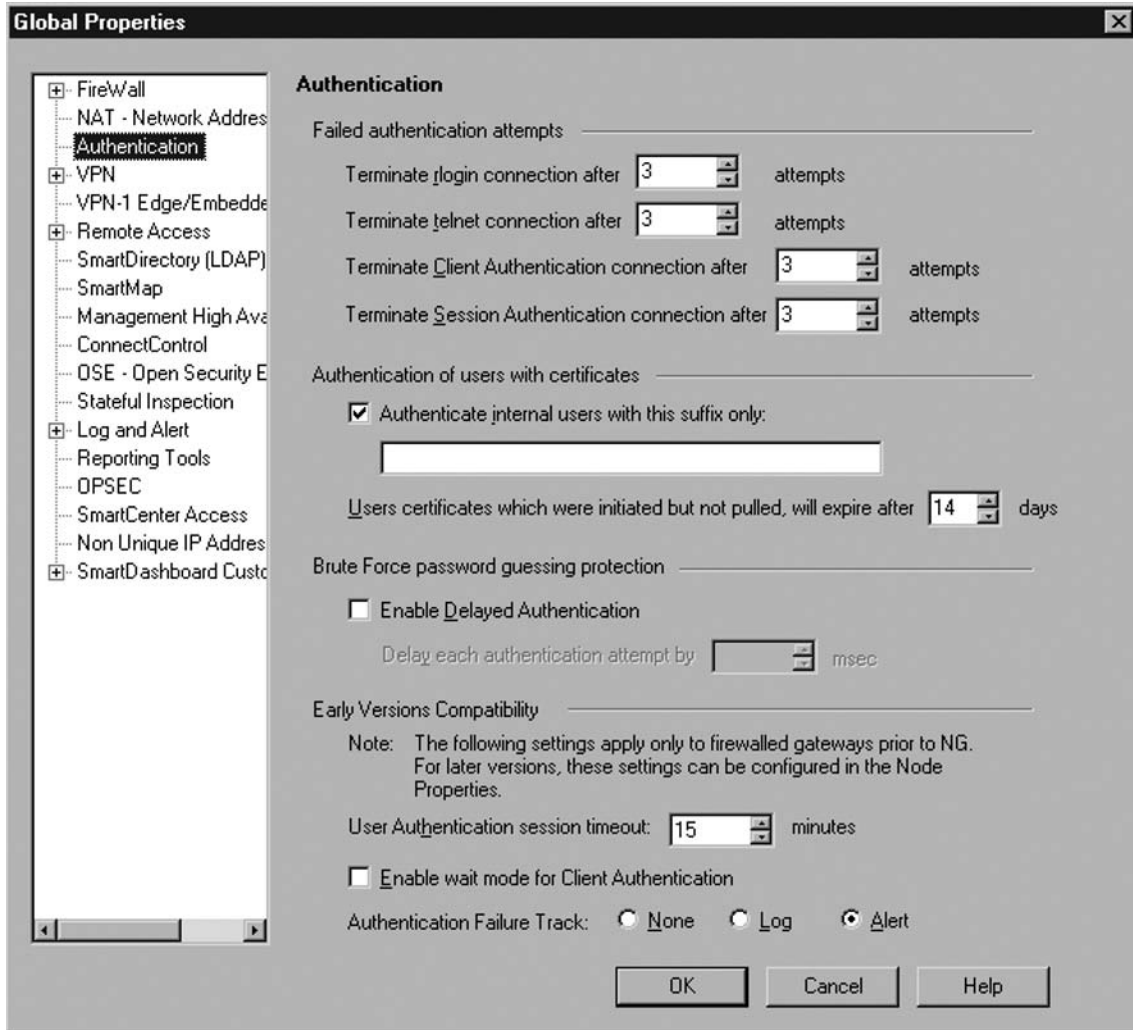 Global Properties
FireWall
NAT - Network Addres
Authentication
VPN
VPN-1 Edge/Embedde
Remote Access
SmartDirectory (LDAP)
SmartMap
Management High Ava
ConnectControl
OSE - Open Security E
Stateful Inspection
Log and Alert
Reporting Tools
OPSEC
SmartCenter Access
Non Unique IP Addres
SmartDashboard Custo
Authentication
Failed authentication attempts
Terminate rlogin connection after 3 attempts
Terminate telnet connection after 3 attempts
Terminate Client Authentication connection after 3 attempts
Terminate Session Authentication connection after 3 attempts
Authentication of users with certificates
Authenticate internal users with this suffix only:
Users certificates which were initiated but not pulled, will expire after 14 days
Brute Force password guessing protection
Enable Delayed Authentication
Delay each authentication attempt by msec
Early Versions Compatibility
Note: The following settings apply only to firewalled gateways prior to NG.
For later versions, these settings can be configured in the Node
Properties.
User Authentication session timeout: 15 minutes
Enable wait mode for Client Authentication
Authentication Failure Track: None Log Alert
OK Cancel Help